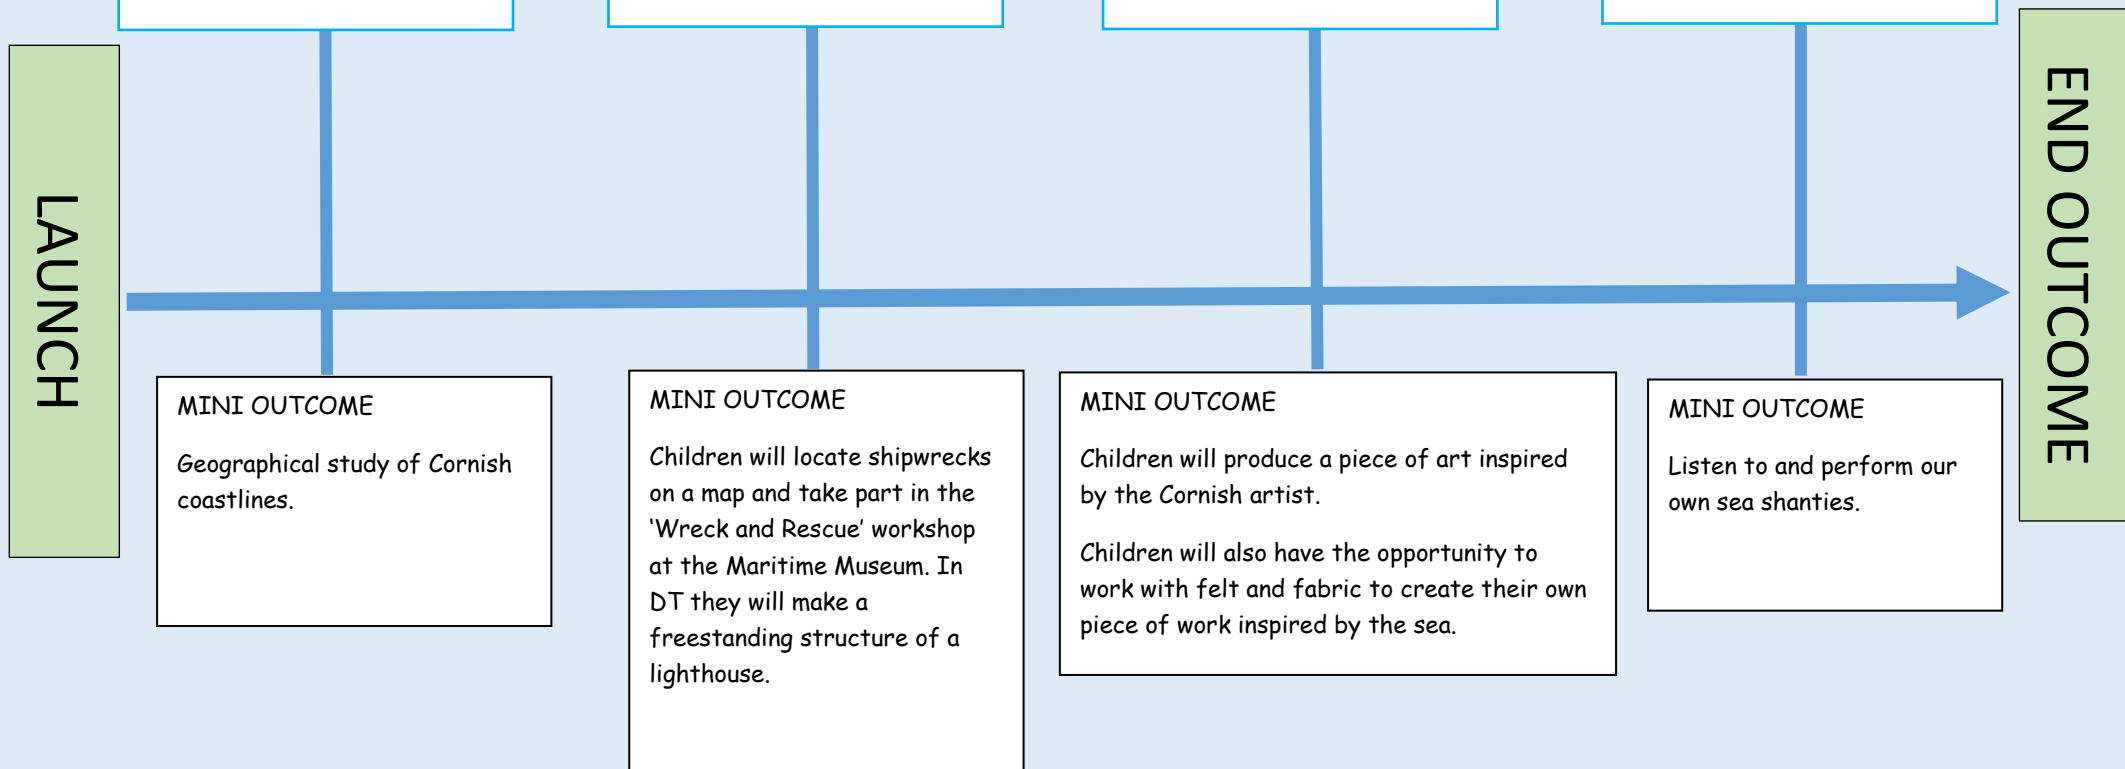 LAUNCH
MINI OUTCOME
Geographical study of Cornish
coastlines.
MINI OUTCOME
Children will locate shipwrecks
on a map and take part in the
‘Wreck and Rescue’ workshop
at the Maritime Museum. In
DT they will make a
freestanding structure of a
lighthouse.
MINI OUTCOME
Children will produce a piece of art inspired
by the Cornish artist.
Children will also have the opportunity to
work with felt and fabric to create their own
piece of work inspired by the sea.
MINI OUTCOME
Listen to and perform our
own sea shanties.
END OUTCOME